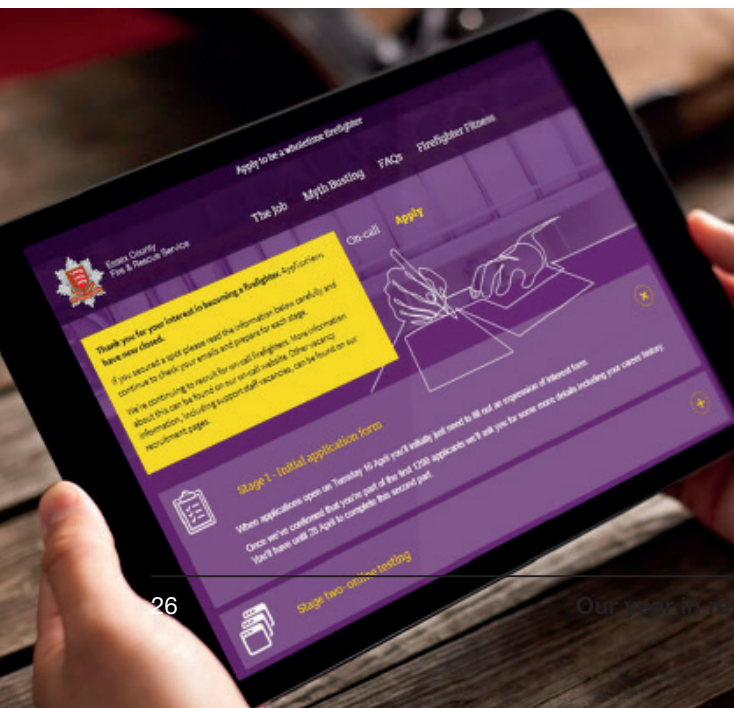 Apply to be a wholetime firefighter
The Job Myth Busting FAQs Firefighter Fitness
On-call Apply
Essex County
Fire & Rescue Service
Thank you for your interest in becoming a firefighter. Applications
have now closed.
If you secured a spot please read the information below carefully and
continue to check your emails and prepare for each stage.
We're continuing to recruit for on-call firefighters. More information
about this can be found on our on-call website. Other vacancy
information, including support staff vacancies, can be found on our
recruitment pages.
Stage 1 - Initial application form
When applications open on Tuesday 16 April you'll initially just need to fill out an expression of interest form.
Once we've confirmed that you're part of the first 1200 applicants we'll ask you for some more details including your career history.
You'll have until 28 April to complete this second part.
Stage two- online testing
26
Our year in re